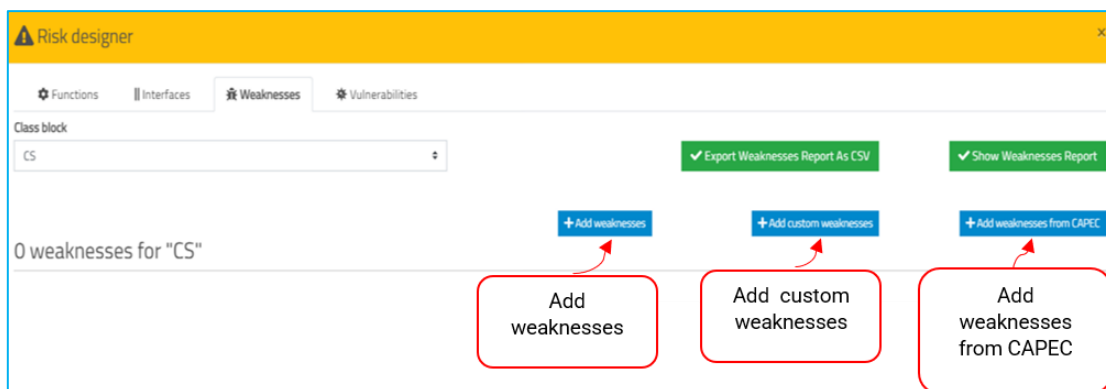 Risk designer
×
Functions Interfaces Weaknesses Vulnerabilities
Class block
CS
Export Weaknesses Report As CSV Show Weaknesses Report
+ Add weaknesses + Add custom weaknesses + Add weaknesses from CAPEC
0 weaknesses for "CS"
Add
weaknesses
Add custom
weaknesses
Add
weaknesses
from CAPEC